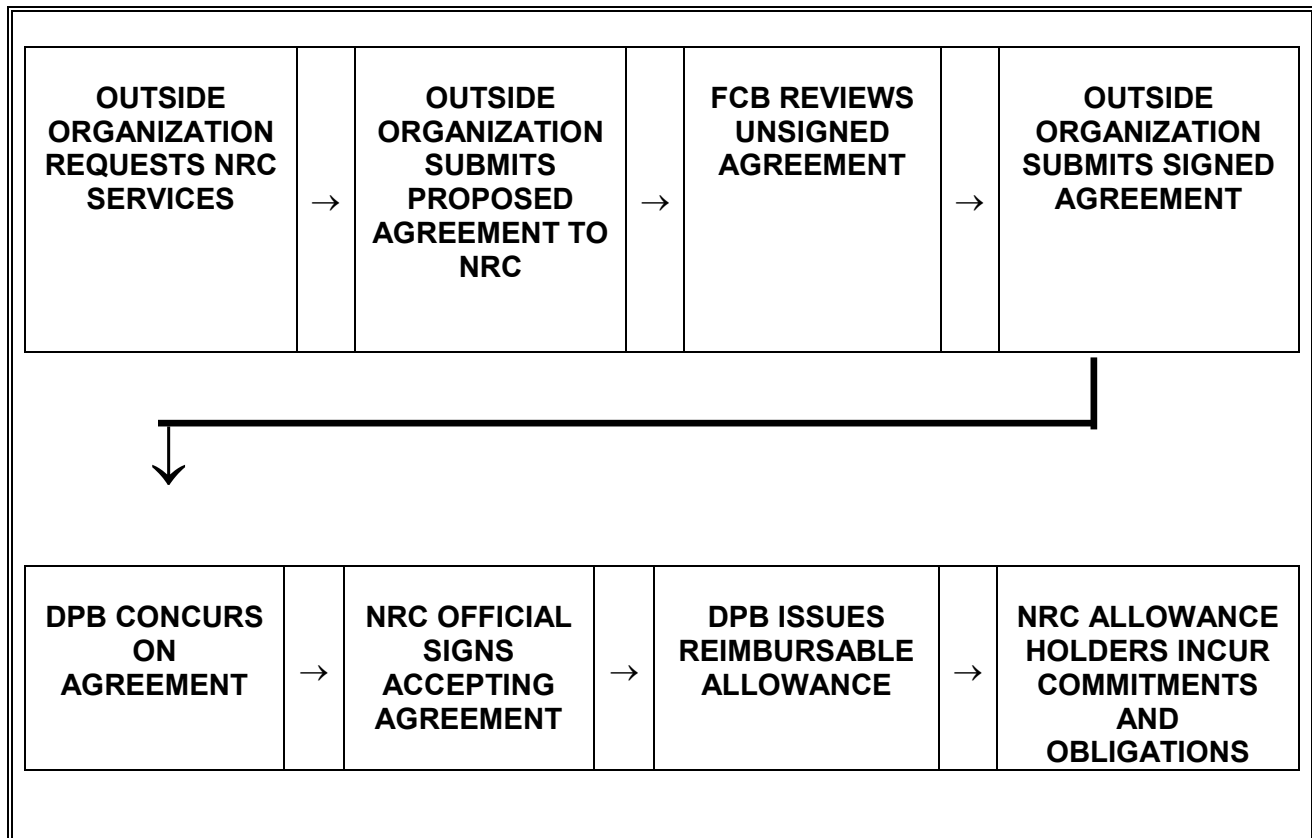 OUTSIDE
ORGANIZATION
REQUESTS NRC
SERVICES
→
OUTSIDE
ORGANIZATION
SUBMITS
PROPOSED
AGREEMENT TO
NRC
→
FCB REVIEWS
UNSIGNED
AGREEMENT
→
OUTSIDE
ORGANIZATION
SUBMITS SIGNED
AGREEMENT
DPB CONCURS
ON
AGREEMENT
→
NRC OFFICIAL
SIGNS
ACCEPTING
AGREEMENT
→
DPB ISSUES
REIMBURSABLE
ALLOWANCE
→
NRC ALLOWANCE
HOLDERS INCUR
COMMITMENTS
AND
OBLIGATIONS